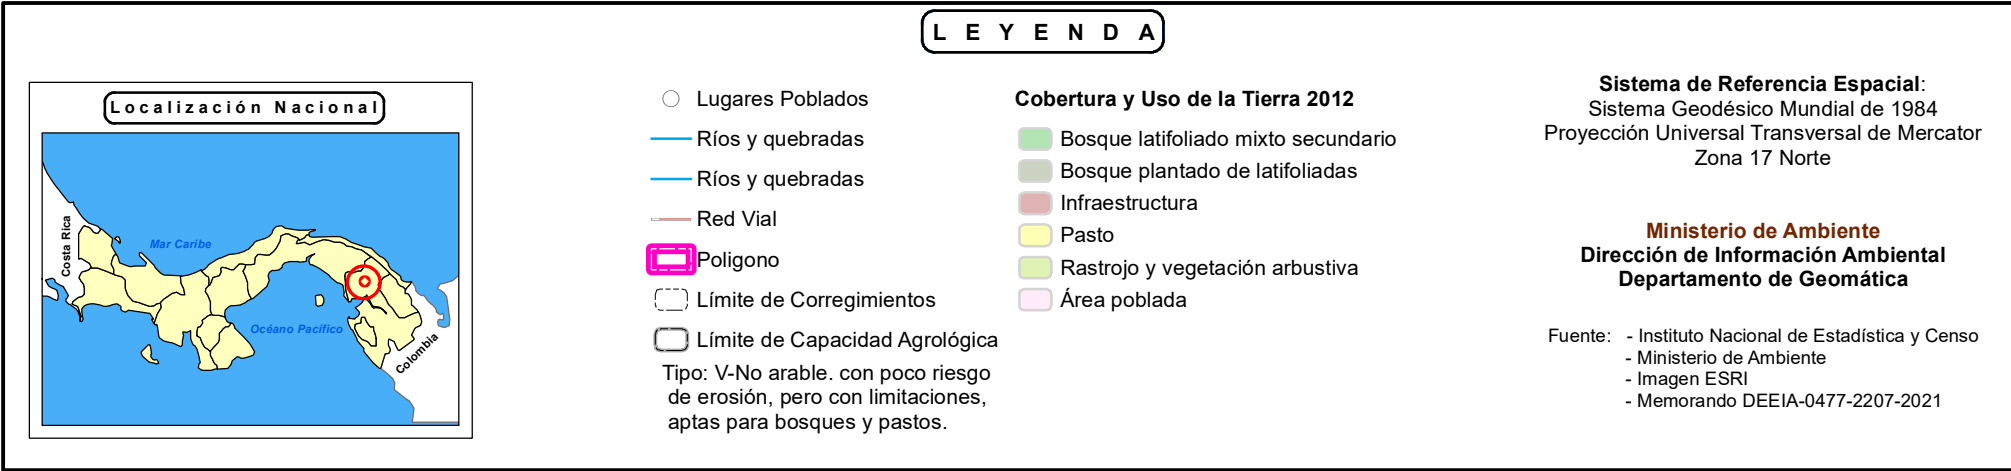 L E Y E N D A
Localización Nacional
Costa Rica
Mar Caribe
Océano Pacífico
Colombia
Lugares Poblados
Ríos y quebradas
Ríos y quebradas
Red Vial
Poligono
Límite de Corregimientos
Límite de Capacidad Agrológica
Tipo: V-No arable. con poco riesgo
de erosión, pero con limitaciones,
aptas para bosques y pastos.
Cobertura y Uso de la Tierra 2012
Bosque latifoliado mixto secundario
Bosque plantado de latifoliadas
Infraestructura
Pasto
Rastrojo y vegetación arbustiva
Área poblada
Sistema de Referencia Espacial:
Sistema Geodésico Mundial de 1984
Proyección Universal Transversal de Mercator
Zona 17 Norte
Ministerio de Ambiente
Dirección de Información Ambiental
Departamento de Geomática
Fuente: - Instituto Nacional de Estadística y Censo
- Ministerio de Ambiente
- Imagen ESRI
- Memorando DEEIA-0477-2207-2021